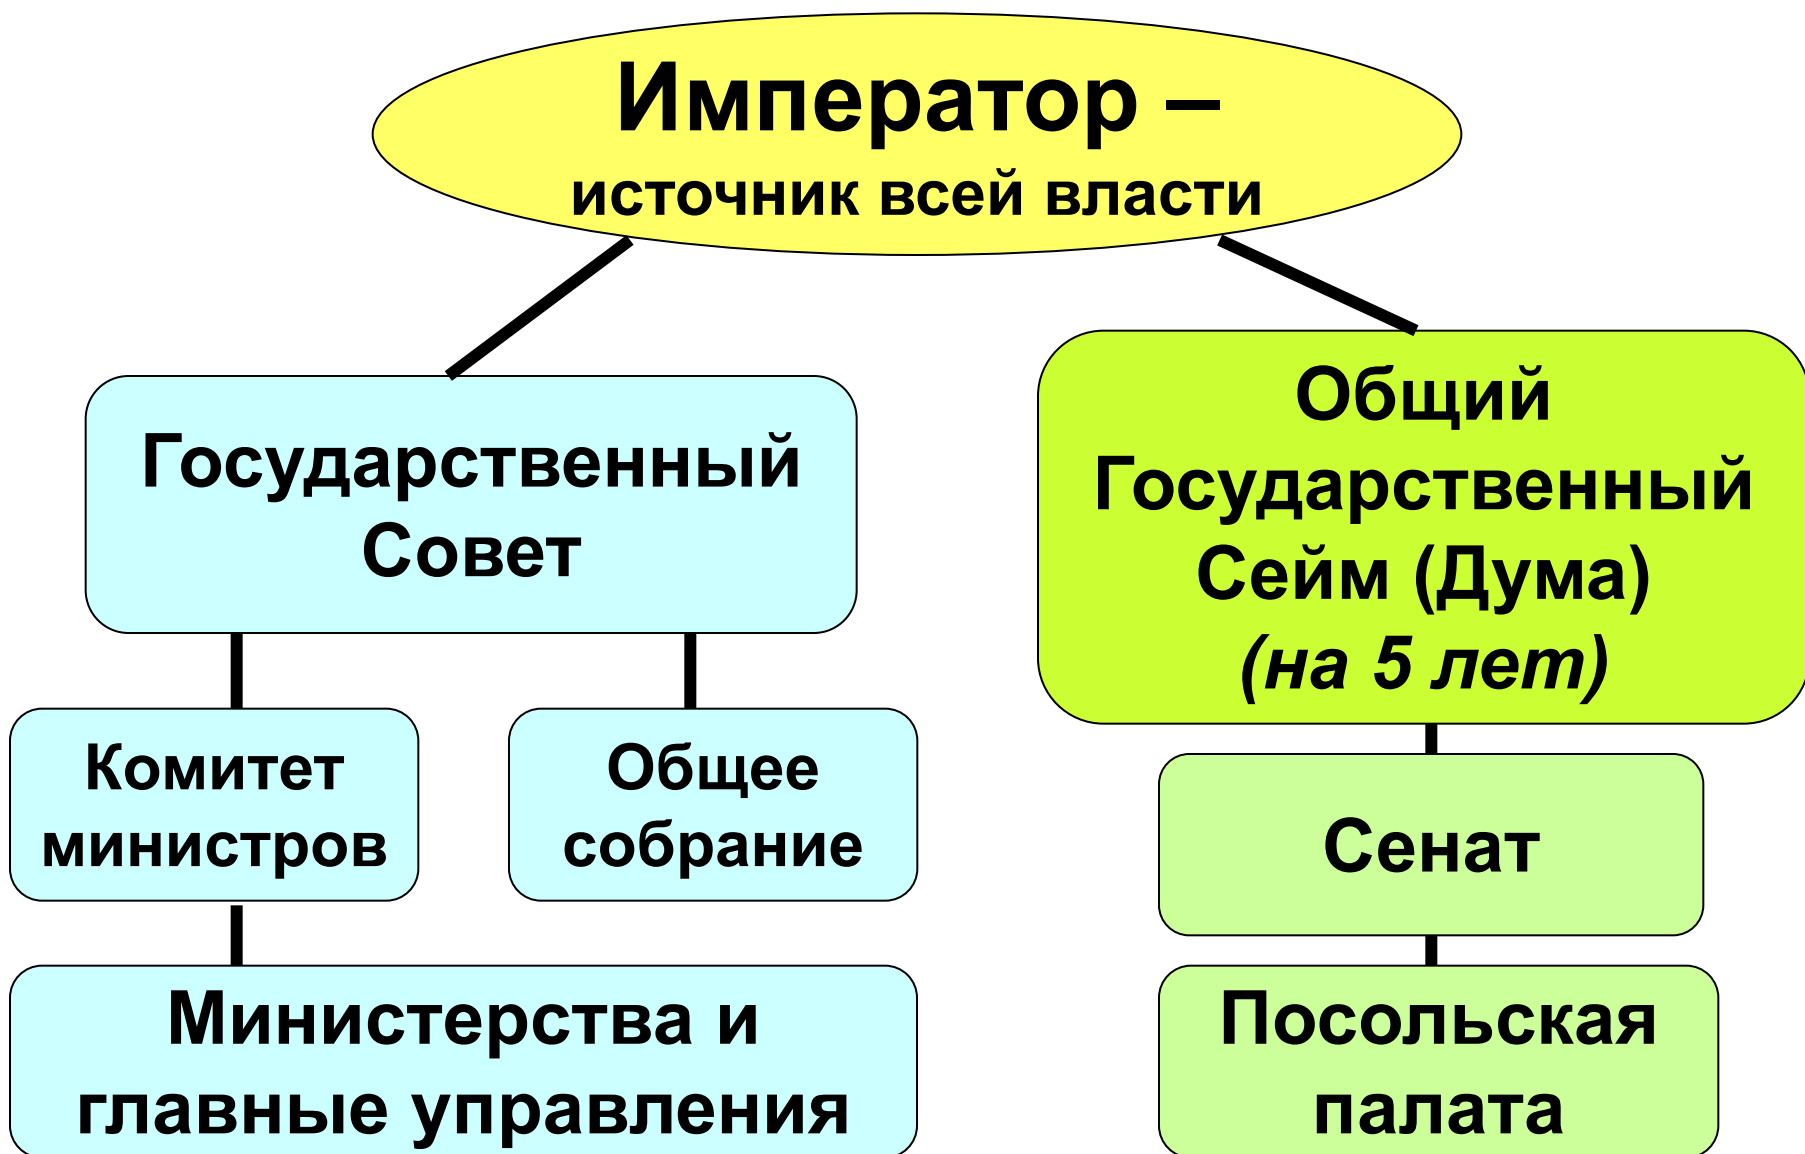 Император –
источник всей власти
Государственный
Совет
Общий
Государственный
Сейм (Дума)
(на 5 лет)
Комитет
министров
Общее
собрание
Сенат
Министерства и
главные управления
Посольская
палата